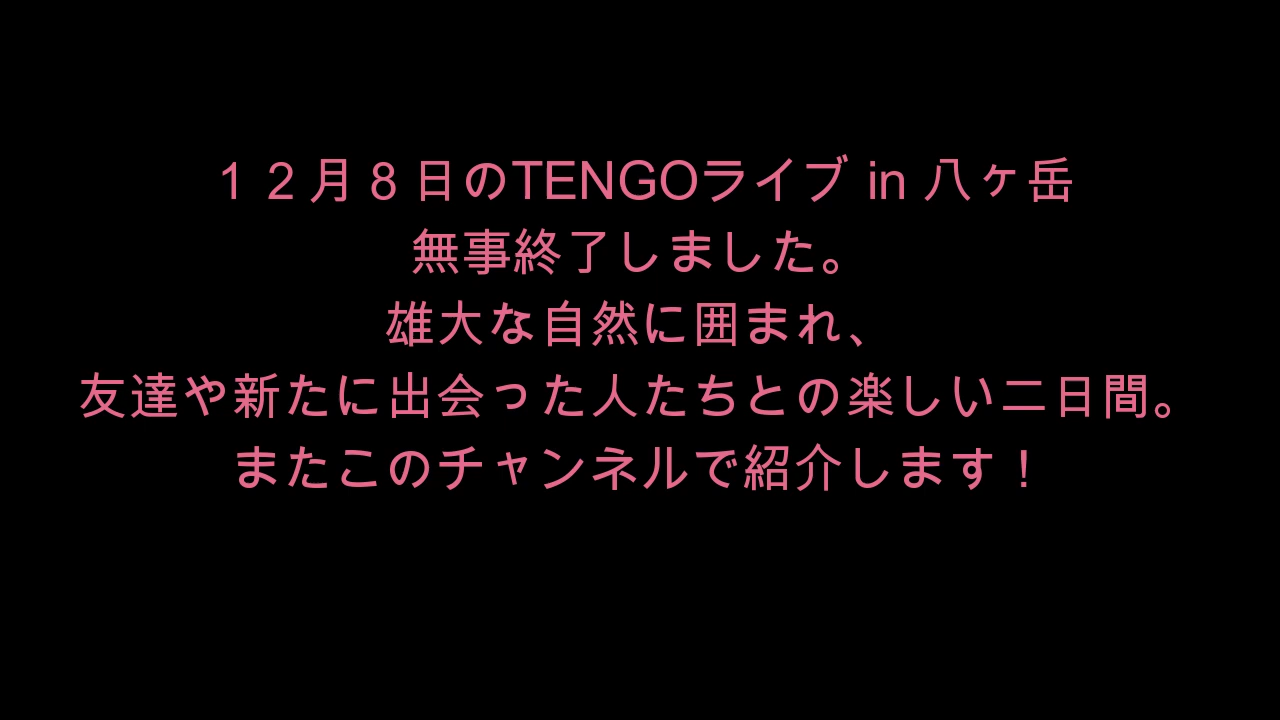 １２月８日のTENGOライブ in 八ヶ岳
無事終了しました。
雄大な自然に囲まれ、
友達や新たに出会った人たちとの楽しい二日間。
またこのチャンネルで紹介します！